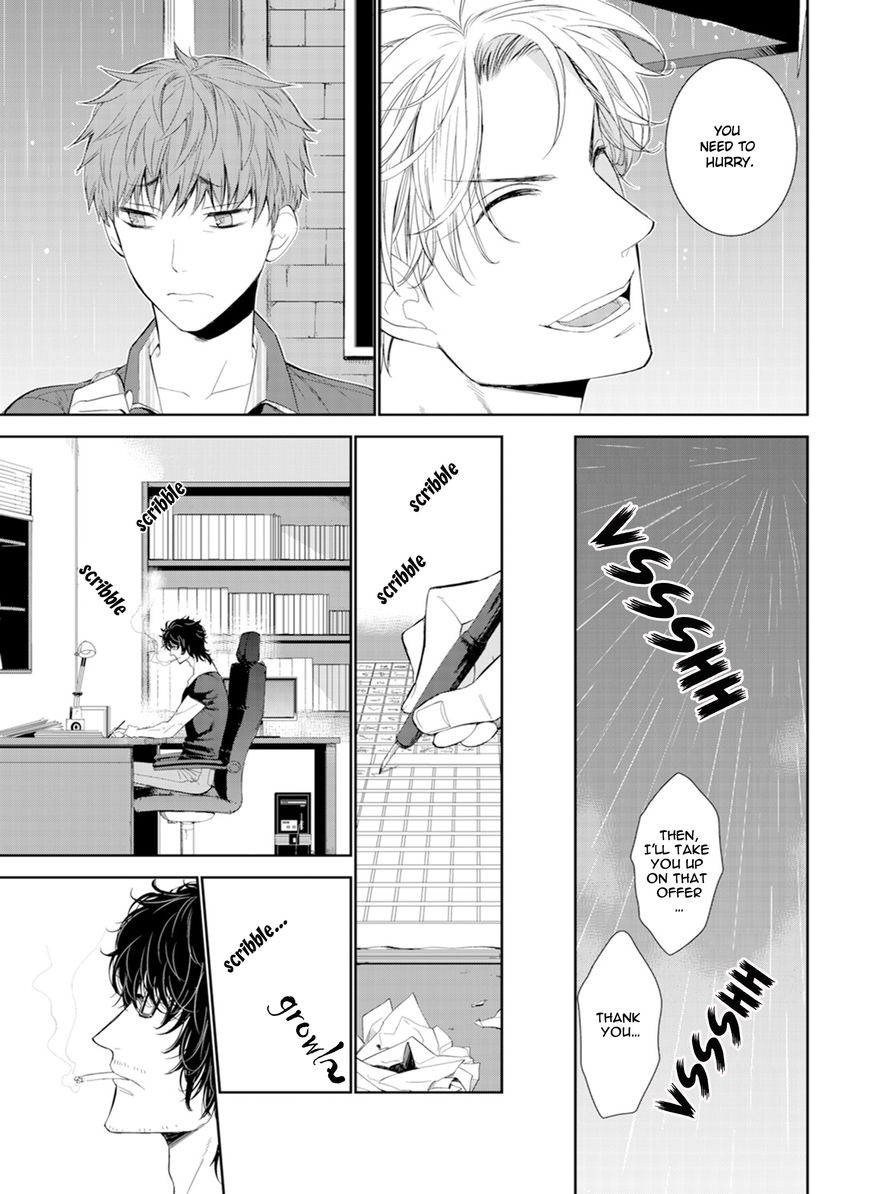 YOU
NEED TO
HURRY.
VSSSHH
THEN,
I'LL TAKE
YOU UP
ON THAT
OFFER
...
VSSSHH
THANK
YOU...
scribble
scribble
scribble
scribble
scribble...
growl~